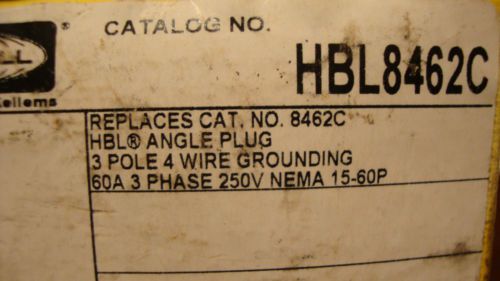 CATALOG NO.
HBL8462C
REPLACES CAT. NO. 8462C
HBL® ANGLE PLUG
3 POLE 4 WIRE GROUNDING
60A 3 PHASE 250V NEMA 15-60P